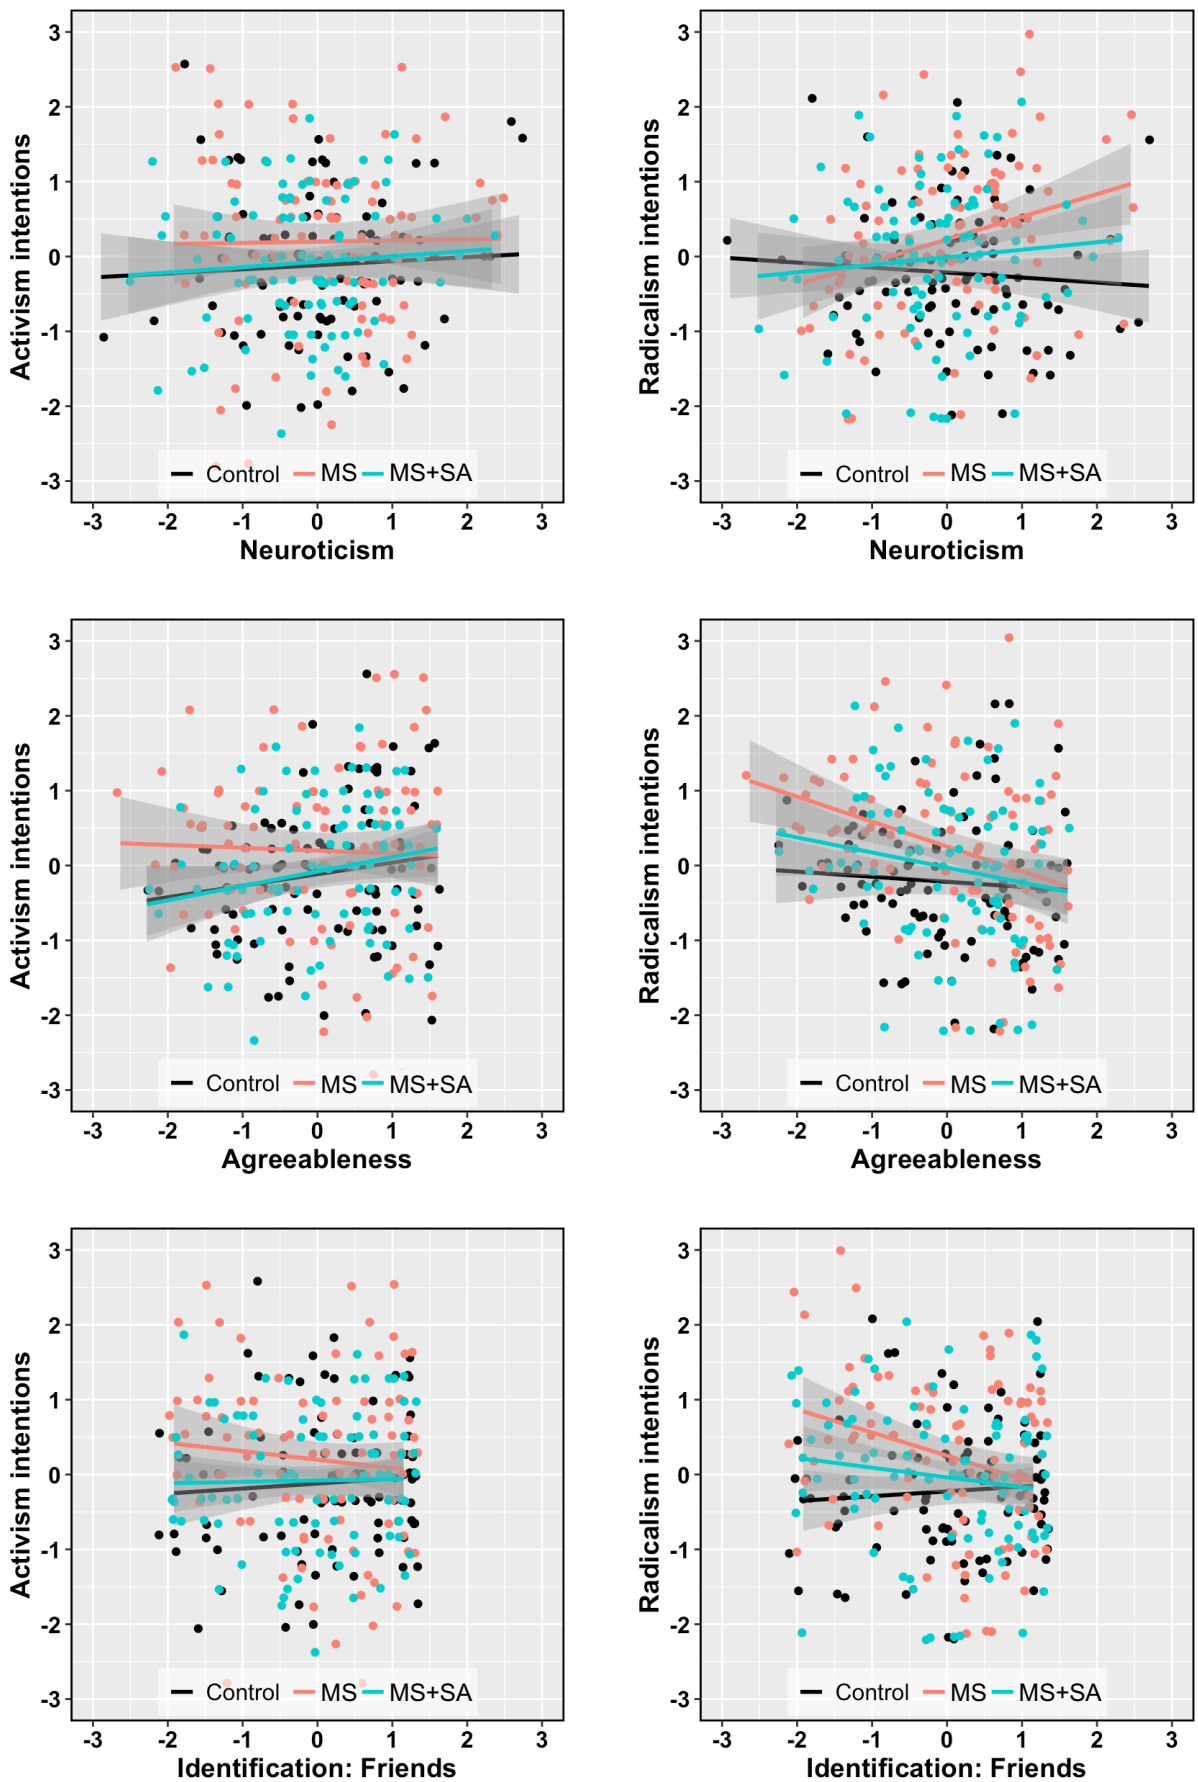 3
2
1
0
-1
-2
-3
Activism intentions
Control MS MS+SA
-3 -2 -1 0 1 2 3
Neuroticism
3
2
1
0
-1
-2
-3
Radicalism intentions
Control MS MS+SA
-3 -2 -1 0 1 2 3
Neuroticism
3
2
1
0
-1
-2
-3
Activism intentions
Control MS MS+SA
-3 -2 -1 0 1 2 3
Agreeableness
3
2
1
0
-1
-2
-3
Radicalism intentions
Control MS MS+SA
-3 -2 -1 0 1 2 3
Agreeableness
3
2
1
0
-1
-2
-3
Activism intentions
Control MS MS+SA
-3 -2 -1 0 1 2 3
Identification: Friends
3
2
1
0
-1
-2
-3
Radicalism intentions
Control MS MS+SA
-3 -2 -1 0 1 2 3
Identification: Friends